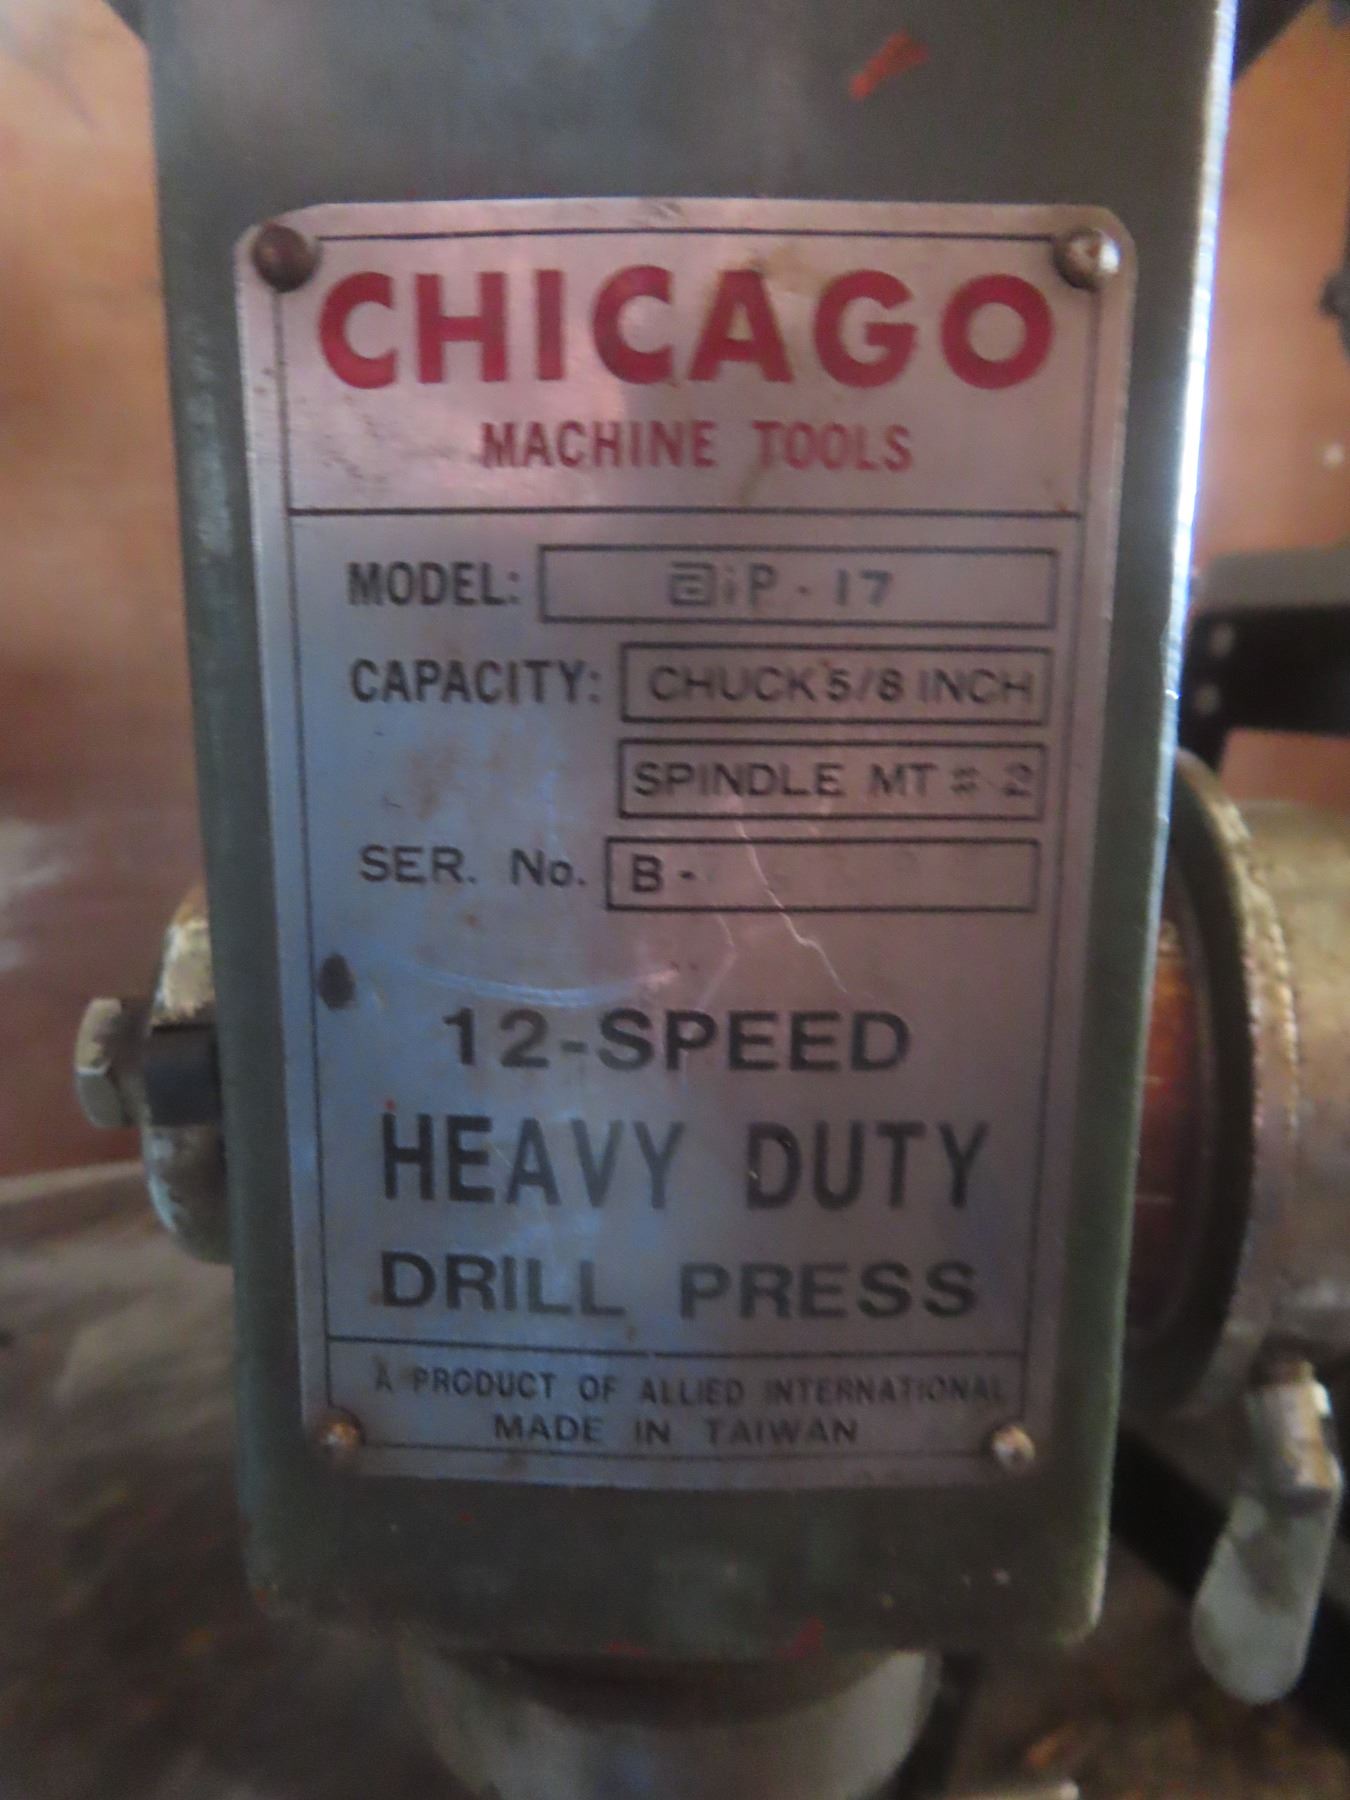 CHICAGO
MACHINE TOOLS
MODEL: aiP-17
CAPACITY: CHUCK 5/8 INCH
SPINDLE MT # 2
SER. No. B-
12-SPEED
HEAVY DUTY
DRILL PRESS
A PRODUCT OF ALLIED INTERNATIONAL
MADE IN TAIWAN